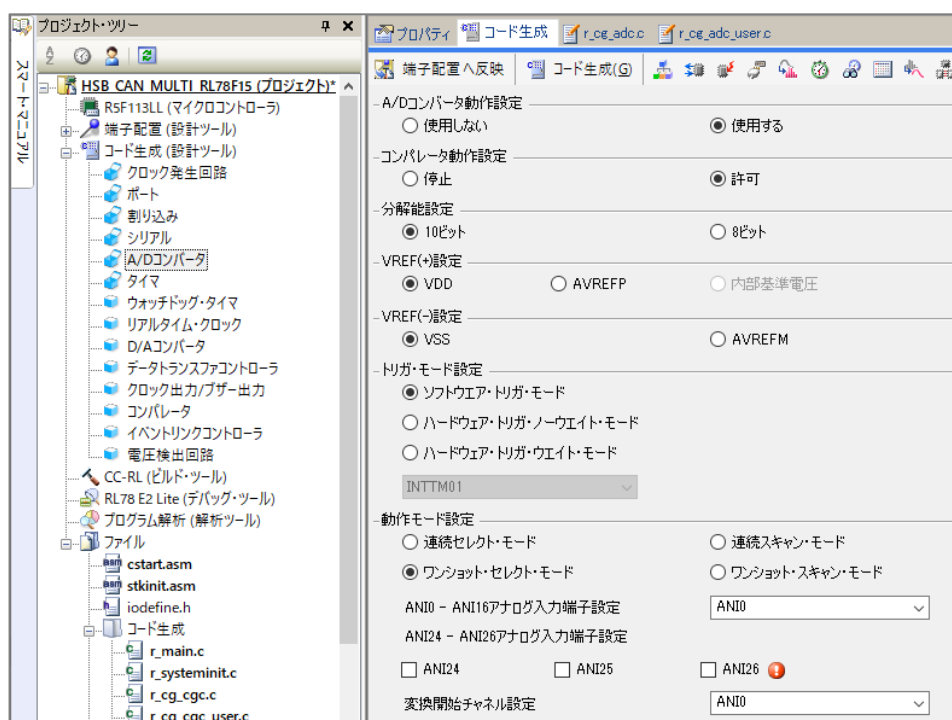 プロジェクト・ツリー
スマート・マニュアル
HSB_CAN_MULTI_RL78F15 (プロジェクト)*
R5F113LL (マイクロコントローラ)
端子配置 (設計ツール)
コード生成 (設計ツール)
クロック発生回路
ポート
割り込み
シリアル
A/Dコンバータ
タイマ
ウォッチドッグ・タイマ
リアルタイム・クロック
D/Aコンバータ
データトランスファコントローラ
クロック出力/ブザー出力
コンパレータ
イベントリンクコントローラ
電圧検出回路
CC-RL (ビルド・ツール)
RL78 E2 Lite (デバッグ・ツール)
プログラム解析 (解析ツール)
ファイル
cstart.asm
stkinit.asm
iodefine.h
コード生成
r_main.c
r_systeminit.c
r_cg_cgc.c
r_cg_cgc_user.c
プロパティ コード生成 r_cg_adc.c r_cg_adc_user.c
端子配置へ反映 コード生成(G)
A/Dコンバータ動作設定
使用しない 使用する
コンパレータ動作設定
停止 許可
分解能設定
10ビット 8ビット
VREF(+)設定
VDD AVREFP 内部基準電圧
VREF(-)設定
VSS AVREFM
トリガ・モード設定
ソフトウエア・トリガ・モード
ハードウェア・トリガ・ノーウエイト・モード
ハードウェア・トリガ・ウエイト・モード
INTTM01
動作モード設定
連続セレクト・モード 連続スキャン・モード
ワンショット・セレクト・モード ワンショット・スキャン・モード
ANI0 - ANI16アナログ入力端子設定 ANI0
ANI24 - ANI26アナログ入力端子設定
ANI24 ANI25 ANI26
変換開始チャネル設定 ANI0